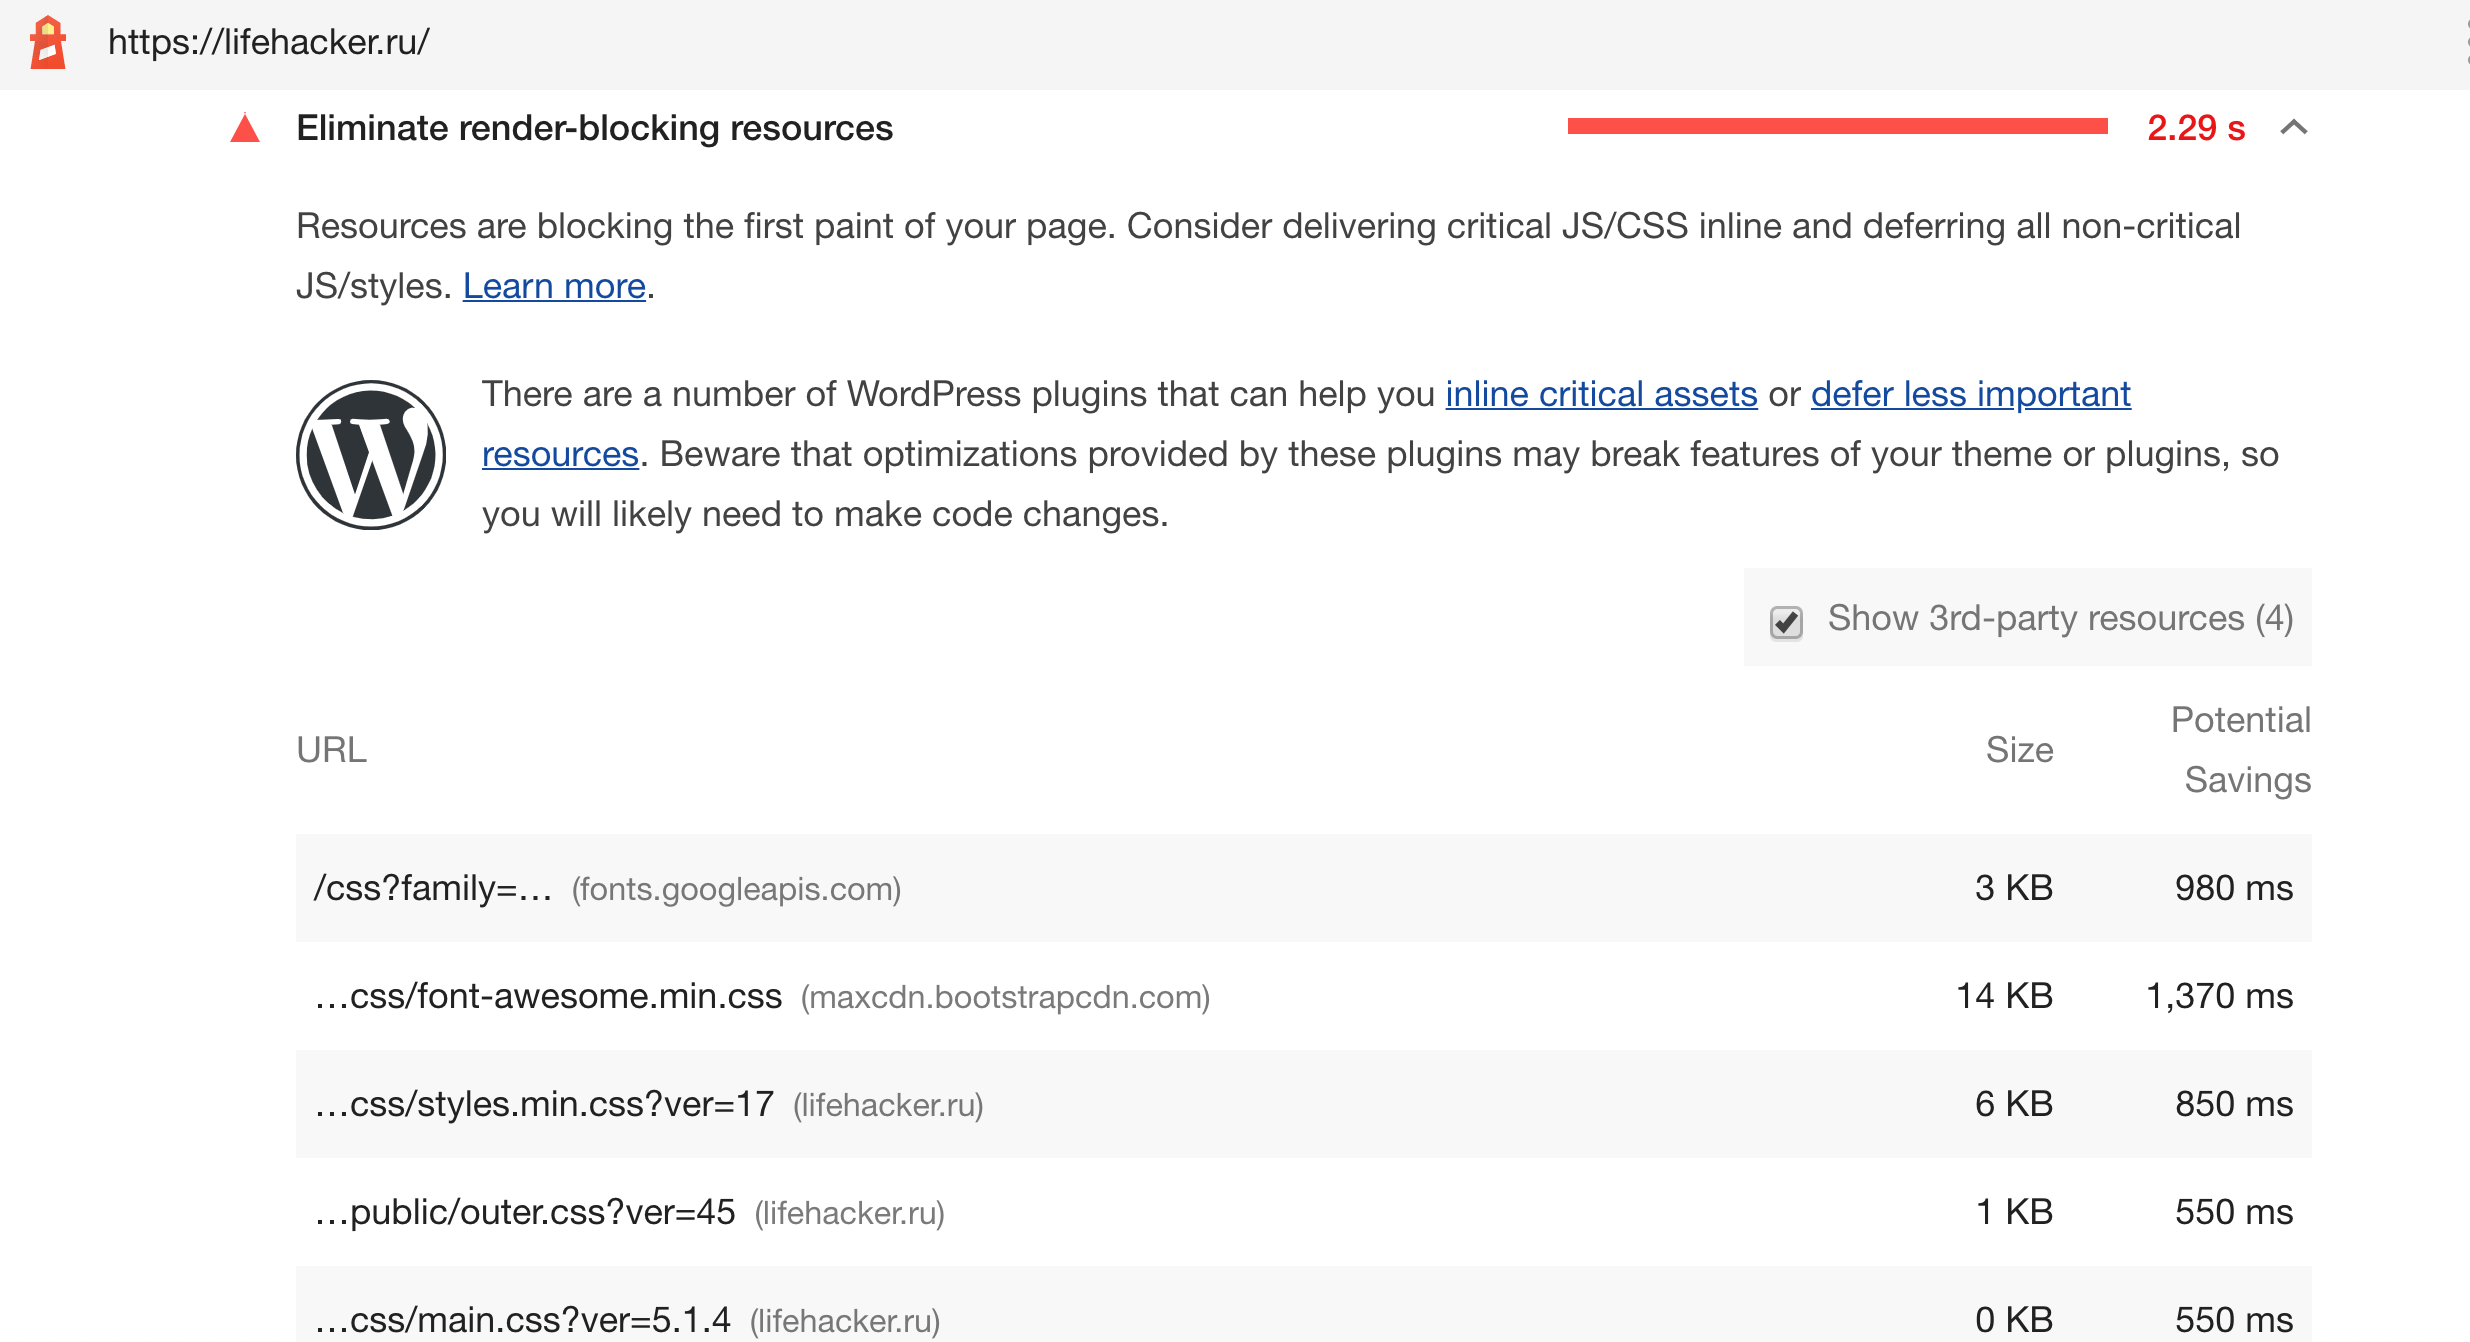 https://lifehacker.ru/
Eliminate render-blocking resources 2.29 s
Resources are blocking the first paint of your page. Consider delivering critical JS/CSS inline and deferring all non-critical
JS/styles. Learn more.
There are a number of WordPress plugins that can help you inline critical assets or defer less important
resources. Beware that optimizations provided by these plugins may break features of your theme or plugins, so
you will likely need to make code changes.
Show 3rd-party resources (4)
URL Size Potential Savings
/css?family=… (fonts.googleapis.com) 3 KB 980 ms
…css/font-awesome.min.css (maxcdn.bootstrapcdn.com) 14 KB 1,370 ms
…css/styles.min.css?ver=17 (lifehacker.ru) 6 KB 850 ms
…public/outer.css?ver=45 (lifehacker.ru) 1 KB 550 ms
…css/main.css?ver=5.1.4 (lifehacker.ru) 0 KB 550 ms